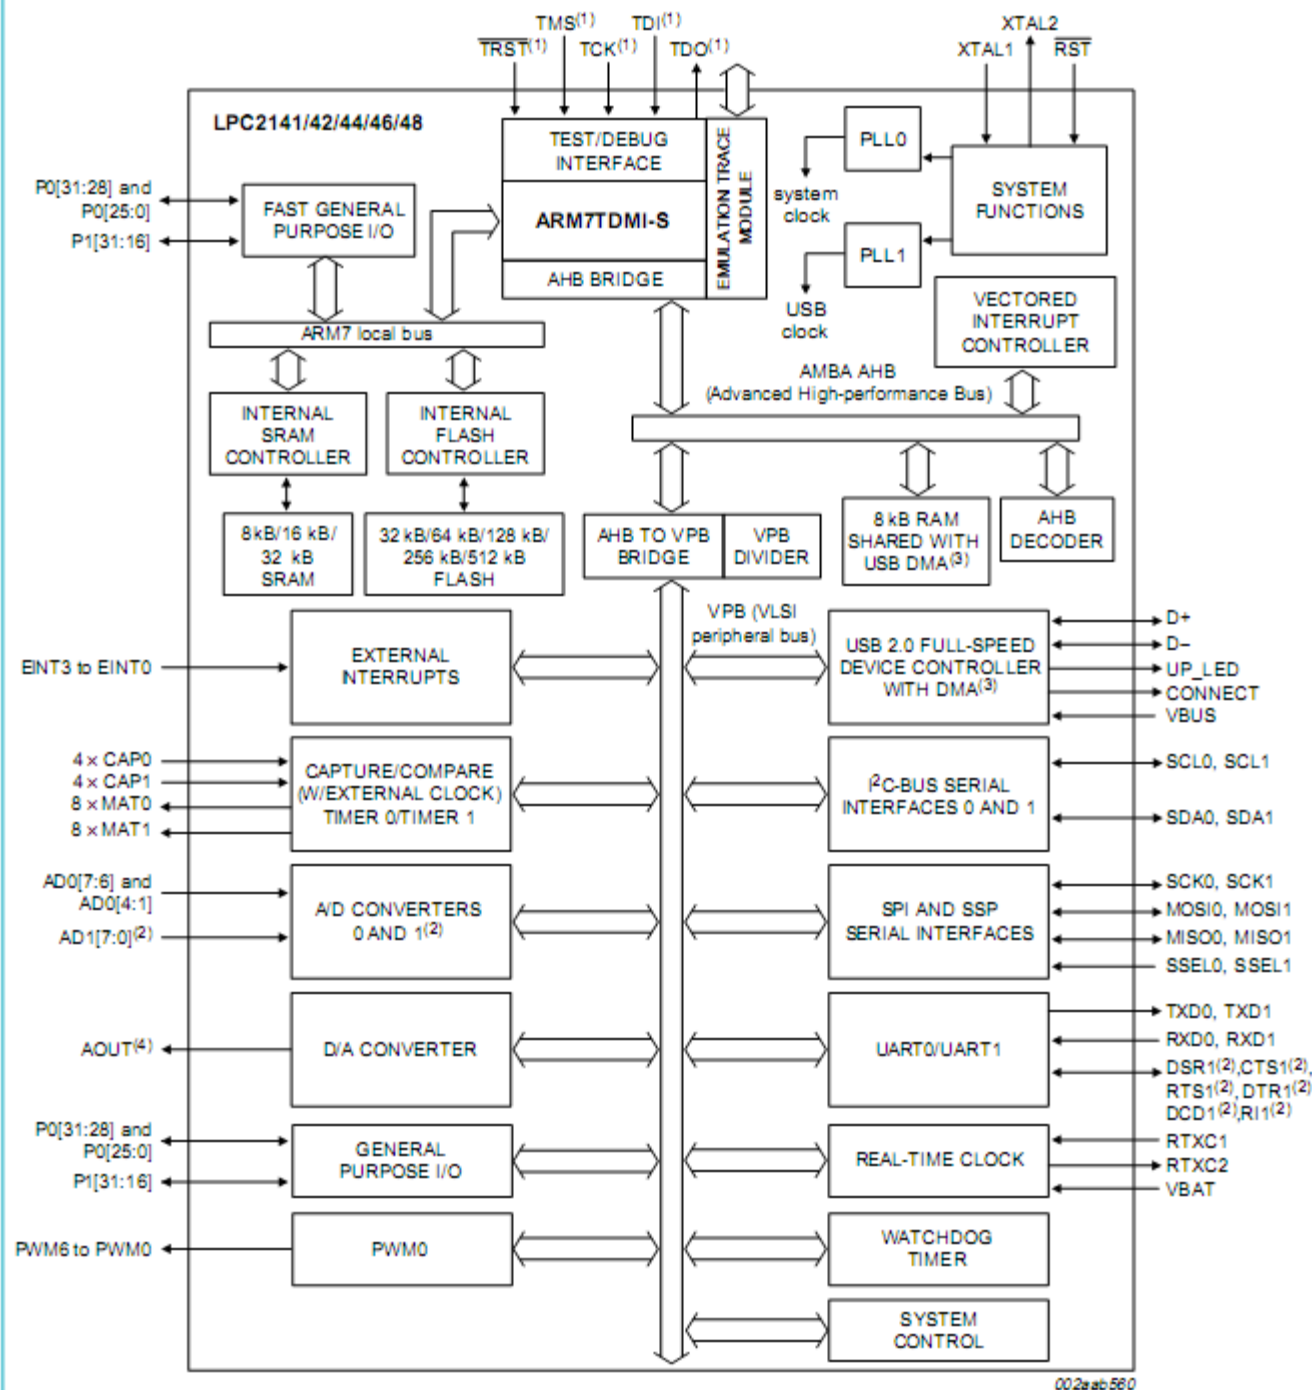 TMS(1) TDI(1)
TRST(1) TCK(1) TDO(1)
XTAL2
XTAL1 RST
LPC2141/42/44/46/48
TEST/DEBUG
INTERFACE
ARM7TDMI-S
AHB BRIDGE
EMULATION TRACE
MODULE
PLL0
system
clock
PLL1
USB
clock
SYSTEM
FUNCTIONS
P0[31:28] and
P0[25:0]
P1[31:16]
FAST GENERAL
PURPOSE I/O
ARM7 local bus
VECTORED
INTERRUPT
CONTROLLER
AMBA AHB
(Advanced High-performance Bus)
INTERNAL
SRAM
CONTROLLER
INTERNAL
FLASH
CONTROLLER
8 kB/16 kB/
32 kB
SRAM
32 kB/64 kB/128 kB/
256 kB/512 kB
FLASH
AHB TO VPB
BRIDGE
VPB
DIVIDER
8 kB RAM
SHARED WITH
USB DMA(3)
AHB
DECODER
VPB (VLSI
peripheral bus)
EINT3 to EINT0
EXTERNAL
INTERRUPTS
USB 2.0 FULL-SPEED
DEVICE CONTROLLER
WITH DMA(3)
D+
D−
UP_LED
CONNECT
VBUS
4 × CAP0
4 × CAP1
8 × MAT0
8 × MAT1
CAPTURE/COMPARE
(W/EXTERNAL CLOCK)
TIMER 0/TIMER 1
I2C-BUS SERIAL
INTERFACES 0 AND 1
SCL0, SCL1
SDA0, SDA1
AD0[7:6] and
AD0[4:1]
AD1[7:0](2)
A/D CONVERTERS
0 AND 1(2)
SPI AND SSP
SERIAL INTERFACES
SCK0, SCK1
MOSI0, MOSI1
MISO0, MISO1
SSEL0, SSEL1
AOUT(4)
D/A CONVERTER
UART0/UART1
TXD0, TXD1
RXD0, RXD1
DSR1(2),CTS1(2),
RTS1(2), DTR1(2)
DCD1(2),RI1(2)
P0[31:28] and
P0[25:0]
P1[31:16]
GENERAL
PURPOSE I/O
REAL-TIME CLOCK
RTXC1
RTXC2
VBAT
PWM6 to PWM0
PWM0
WATCHDOG
TIMER
SYSTEM
CONTROL
002aab560